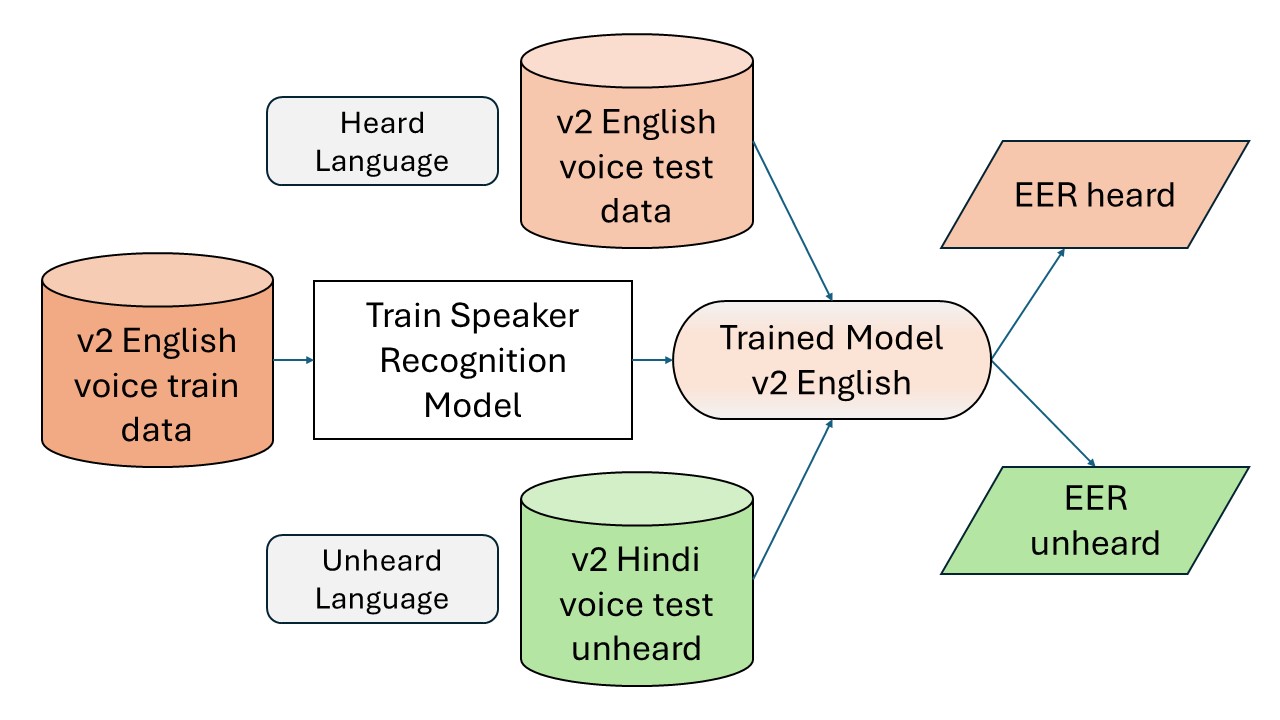 Heard
Language
v2 English
voice test
data
EER heard
v2 English
voice train
data
Train Speaker
Recognition
Model
Trained Model
v2 English
Unheard
Language
v2 Hindi
voice test
unheard
EER
unheard